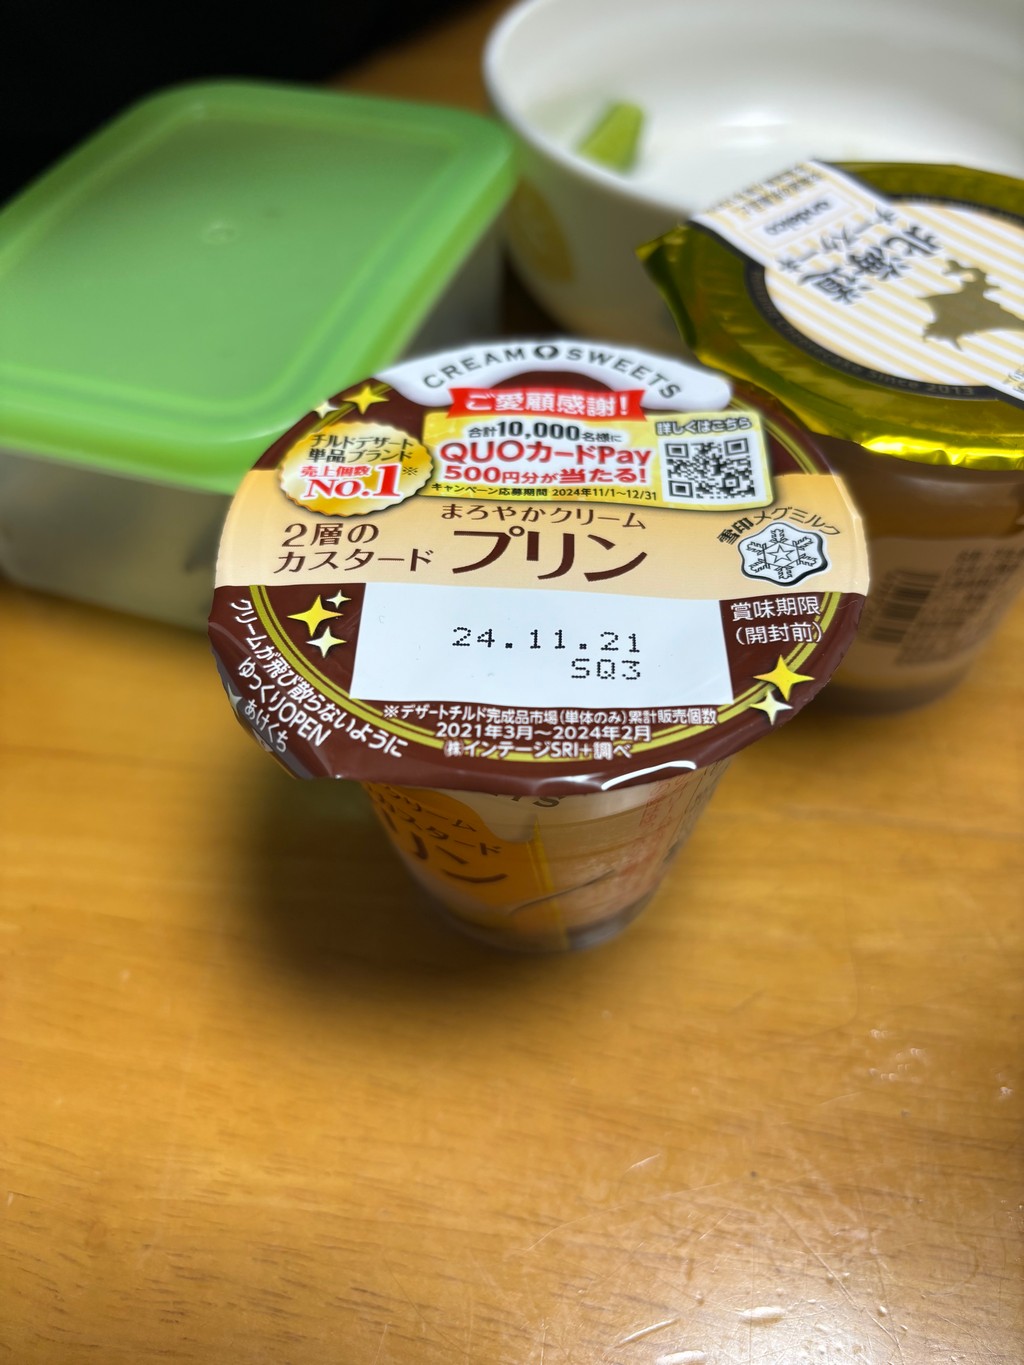 CREAM SWEETS
ご愛顧感謝!
合計10,000名様に
QUOカードPay
500円分が当たる!
キャンペーン応募期間 2024年11/1~12/31
詳しくはこちら
チルドデザート
単品ブランド
売上個数※
No.1
まろやかクリーム
2層の
カスタード
プリン
雪印メグミルク
24.11.21
SQ3
賞味期限
(開封前)
クリームが飛び散らないように
ゆっくりOPEN
あけくち
※デザートチルド完成品市場(単体のみ)累計販売個数
2021年3月~2024年2月
(株)インテージSRI+調べ
北海道
チーズケーキ